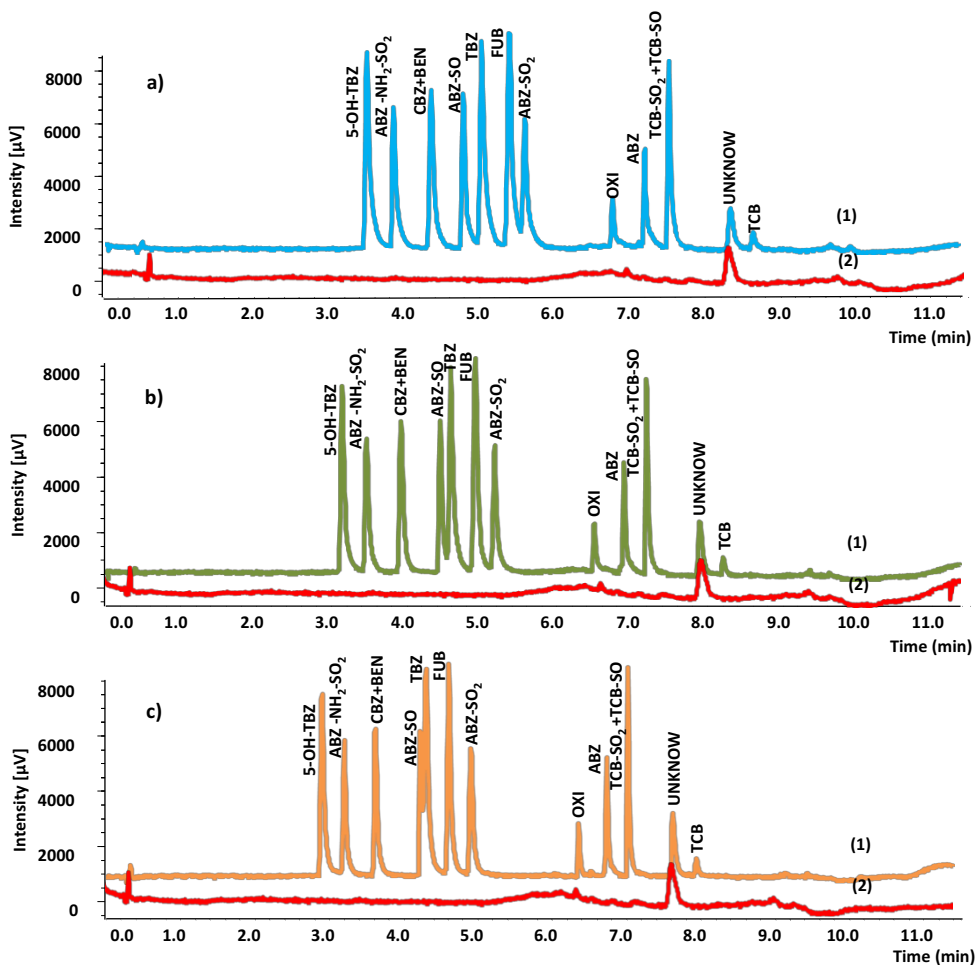 a)
Intensity [µV]
8000
6000
4000
2000
0
5-OH-TBZ
ABZ -NH2-SO2
CBZ+BEN
ABZ-SO
TBZ
FUB
ABZ-SO2
OXI
ABZ
TCB-SO2 +TCB-SO
UNKNOW
TCB
(1)
(2)
0.0 1.0 2.0 3.0 4.0 5.0 6.0 7.0 8.0 9.0 10.0 11.0
Time (min)
b)
Intensity [µV]
8000
6000
4000
2000
0
5-OH-TBZ
ABZ -NH2-SO2
CBZ+BEN
ABZ-SO
TBZ
FUB
ABZ-SO2
OXI
ABZ
TCB-SO2 +TCB-SO
UNKNOW
TCB
(1)
(2)
0.0 1.0 2.0 3.0 4.0 5.0 6.0 7.0 8.0 9.0 10.0 11.0
Time (min)
c)
Intensity [µV]
8000
6000
4000
2000
0
5-OH-TBZ
ABZ -NH2-SO2
CBZ+BEN
ABZ-SO
TBZ
FUB
ABZ-SO2
OXI
ABZ
TCB-SO2 +TCB-SO
UNKNOW
TCB
(1)
(2)
0.0 1.0 2.0 3.0 4.0 5.0 6.0 7.0 8.0 9.0 10.0 11.0
Time (min)